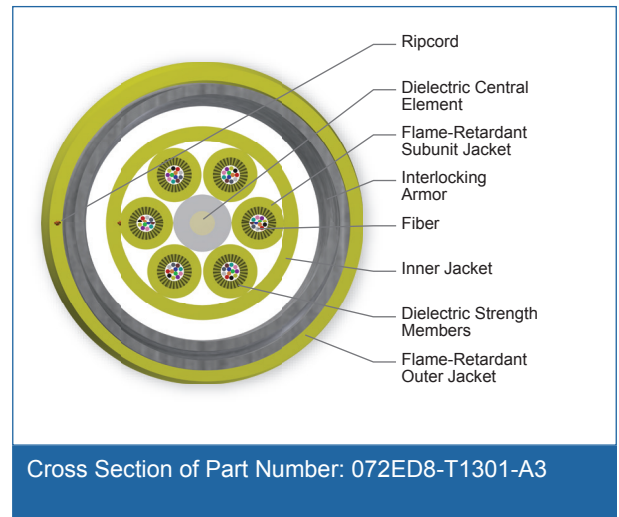 Ripcord
Dielectric Central
Element
Flame-Retardant
Subunit Jacket
Interlocking
Armor
Fiber
Inner Jacket
Dielectric Strength
Members
Flame-Retardant
Outer Jacket
Cross Section of Part Number: 072ED8-T1301-A3